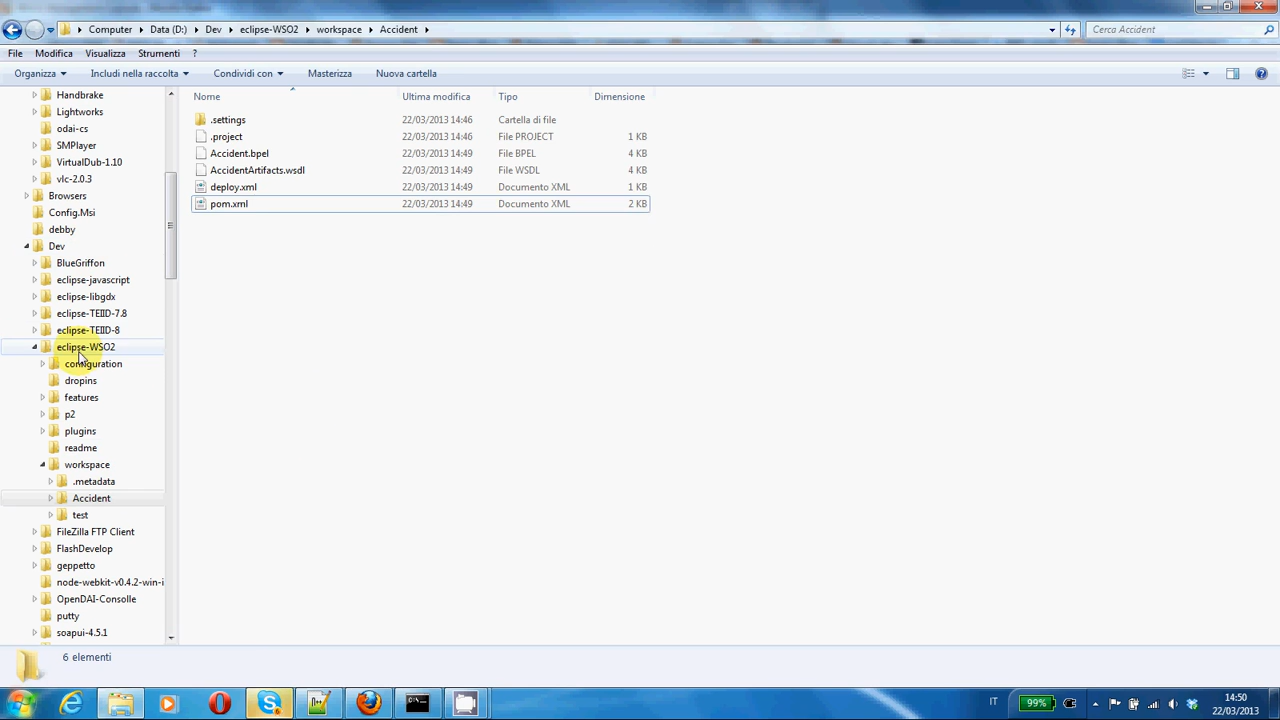 Computer Data (D:) Dev eclipse-WSO2 workspace Accident
Cerca Accident
File Modifica Visualizza Strumenti ?
Organizza Includi nella raccolta Condividi con Masterizza Nuova cartella
Handbrake
Lightworks
odai-cs
SMPlayer
VirtualDub-1.10
vlc-2.0.3
Browsers
Config.Msi
debby
Dev
BlueGriffon
eclipse-javascript
eclipse-libgdx
eclipse-TEIID-7.8
eclipse-TEIID-8
eclipse-WSO2
configuration
dropins
features
p2
plugins
readme
workspace
.metadata
Accident
test
FileZilla FTP Client
FlashDevelop
geppetto
node-webkit-v0.4.2-win-i
OpenDAI-Consolle
putty
soapui-4.5.1
Nome Ultima modifica Tipo Dimensione
.settings 22/03/2013 14:46 Cartella di file
.project 22/03/2013 14:46 File PROJECT 1 KB
Accident.bpel 22/03/2013 14:49 File BPEL 4 KB
AccidentArtifacts.wsdl 22/03/2013 14:49 File WSDL 4 KB
deploy.xml 22/03/2013 14:49 Documento XML 1 KB
pom.xml 22/03/2013 14:49 Documento XML 2 KB
6 elementi
IT 99% 14:50
22/03/2013